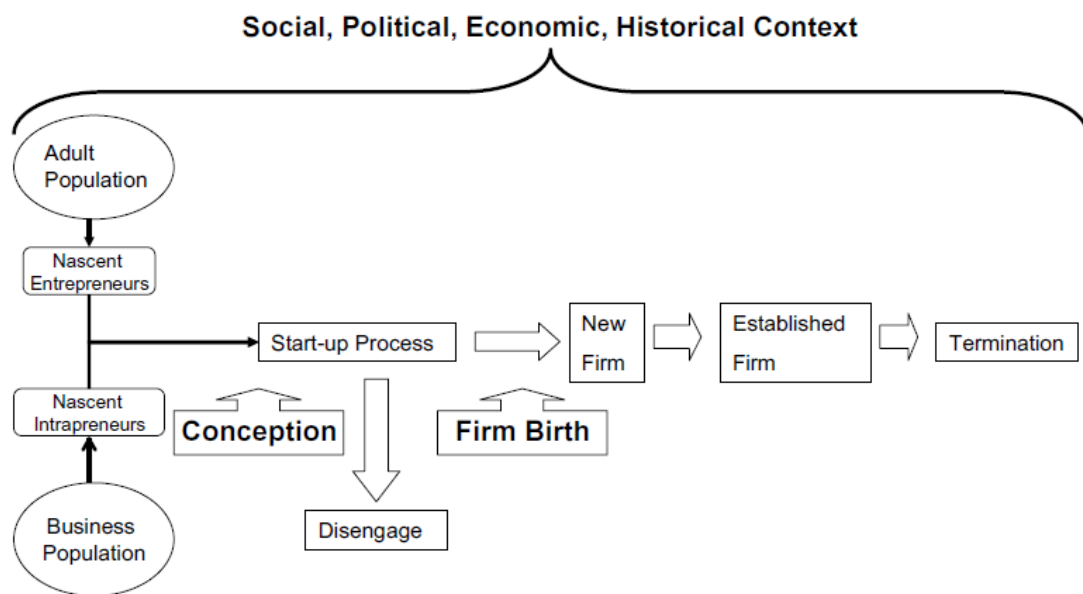 Social, Political, Economic, Historical Context
Adult
Population
Nascent
Entrepreneurs
Start-up Process
New
Firm
Established
Firm
Termination
Nascent
Intrapreneurs
Conception
Firm Birth
Disengage
Business
Population